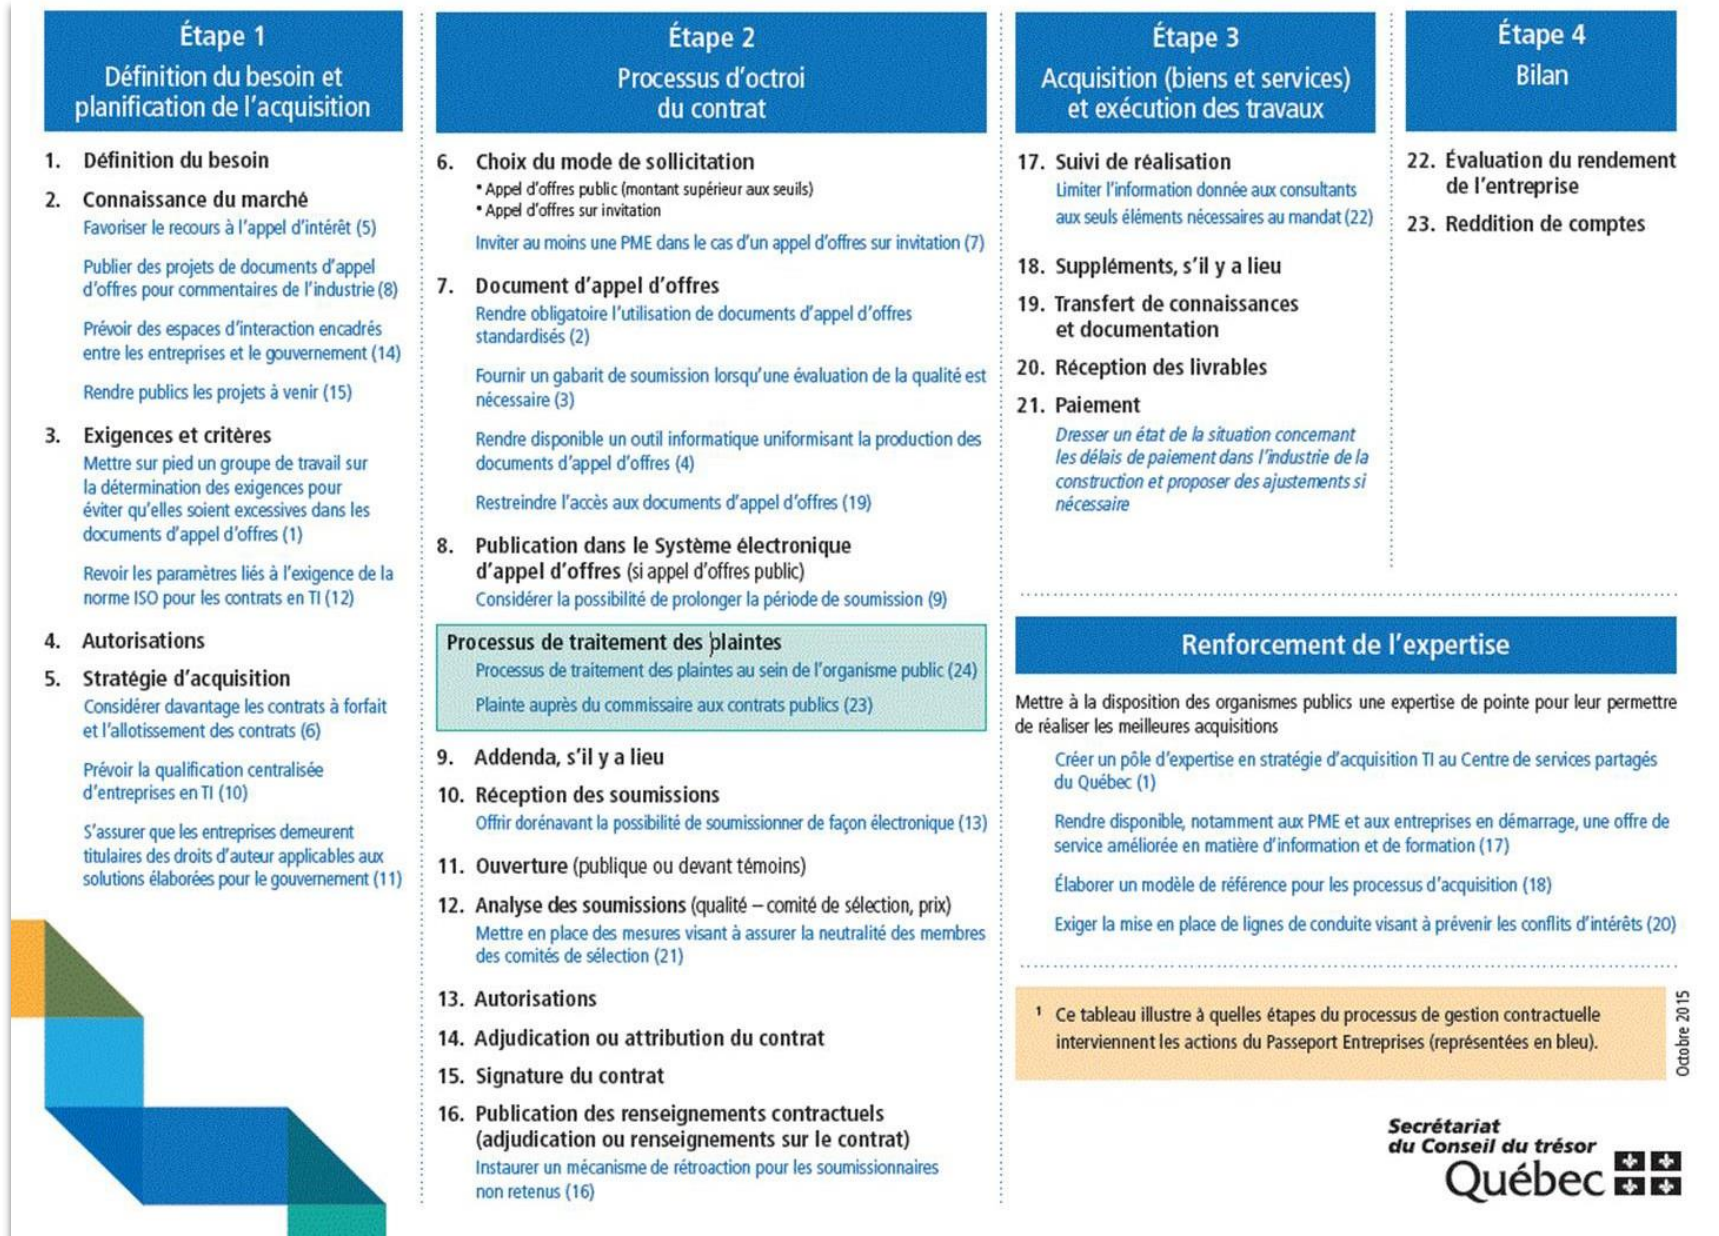 Étape 1
Définition du besoin et
planification de l'acquisition
1. Définition du besoin
2. Connaissance du marché
Favoriser le recours à l'appel d'intérêt (5)
Publier des projets de documents d'appel
d'offres pour commentaires de l'industrie (8)
Prévoir des espaces d'interaction encadrés
entre les entreprises et le gouvernement (14)
Rendre publics les projets à venir (15)
3. Exigences et critères
Mettre sur pied un groupe de travail sur
la détermination des exigences pour
éviter qu'elles soient excessives dans les
documents d'appel d'offres (1)
Revoir les paramètres liés à l'exigence de la
norme ISO pour les contrats en TI (12)
4. Autorisations
5. Stratégie d'acquisition
Considérer davantage les contrats à forfait
et l'allotissement des contrats (6)
Prévoir la qualification centralisée
d'entreprises en TI (10)
S'assurer que les entreprises demeurent
titulaires des droits d'auteur applicables aux
solutions élaborées pour le gouvernement (11)
Étape 2
Processus d'octroi
du contrat
6. Choix du mode de sollicitation
• Appel d'offres public (montant supérieur aux seuils)
• Appel d'offres sur invitation
Inviter au moins une PME dans le cas d'un appel d'offres sur invitation (7)
7. Document d'appel d'offres
Rendre obligatoire l'utilisation de documents d'appel d'offres
standardisés (2)
Fournir un gabarit de soumission lorsqu'une évaluation de la qualité est
nécessaire (3)
Rendre disponible un outil informatique uniformisant la production des
documents d'appel d'offres (4)
Restreindre l'accès aux documents d'appel d'offres (19)
8. Publication dans le Système électronique
d'appel d'offres (si appel d'offres public)
Considérer la possibilité de prolonger la période de soumission (9)
Processus de traitement des plaintes
Processus de traitement des plaintes au sein de l'organisme public (24)
Plainte auprès du commissaire aux contrats publics (23)
9. Addenda, s'il y a lieu
10. Réception des soumissions
Offrir dorénavant la possibilité de soumissionner de façon électronique (13)
11. Ouverture (publique ou devant témoins)
12. Analyse des soumissions (qualité – comité de sélection, prix)
Mettre en place des mesures visant à assurer la neutralité des membres
des comités de sélection (21)
13. Autorisations
14. Adjudication ou attribution du contrat
15. Signature du contrat
16. Publication des renseignements contractuels
(adjudication ou renseignements sur le contrat)
Instaurer un mécanisme de rétroaction pour les soumissionnaires
non retenus (16)
Étape 3
Acquisition (biens et services)
et exécution des travaux
17. Suivi de réalisation
Limiter l'information donnée aux consultants
aux seuls éléments nécessaires au mandat (22)
18. Suppléments, s'il y a lieu
19. Transfert de connaissances
et documentation
20. Réception des livrables
21. Paiement
Dresser un état de la situation concernant
les délais de paiement dans l'industrie de la
construction et proposer des ajustements si
nécessaire
Étape 4
Bilan
22. Évaluation du rendement
de l'entreprise
23. Reddition de comptes
Renforcement de l'expertise
Mettre à la disposition des organismes publics une expertise de pointe pour leur permettre
de réaliser les meilleures acquisitions
Créer un pôle d'expertise en stratégie d'acquisition TI au Centre de services partagés
du Québec (1)
Rendre disponible, notamment aux PME et aux entreprises en démarrage, une offre de
service améliorée en matière d'information et de formation (17)
Élaborer un modèle de référence pour les processus d'acquisition (18)
Exiger la mise en place de lignes de conduite visant à prévenir les conflits d'intérêts (20)
¹ Ce tableau illustre à quelles étapes du processus de gestion contractuelle
interviennent les actions du Passeport Entreprises (représentées en bleu).
Octobre 2015
Secrétariat
du Conseil du trésor
Québec